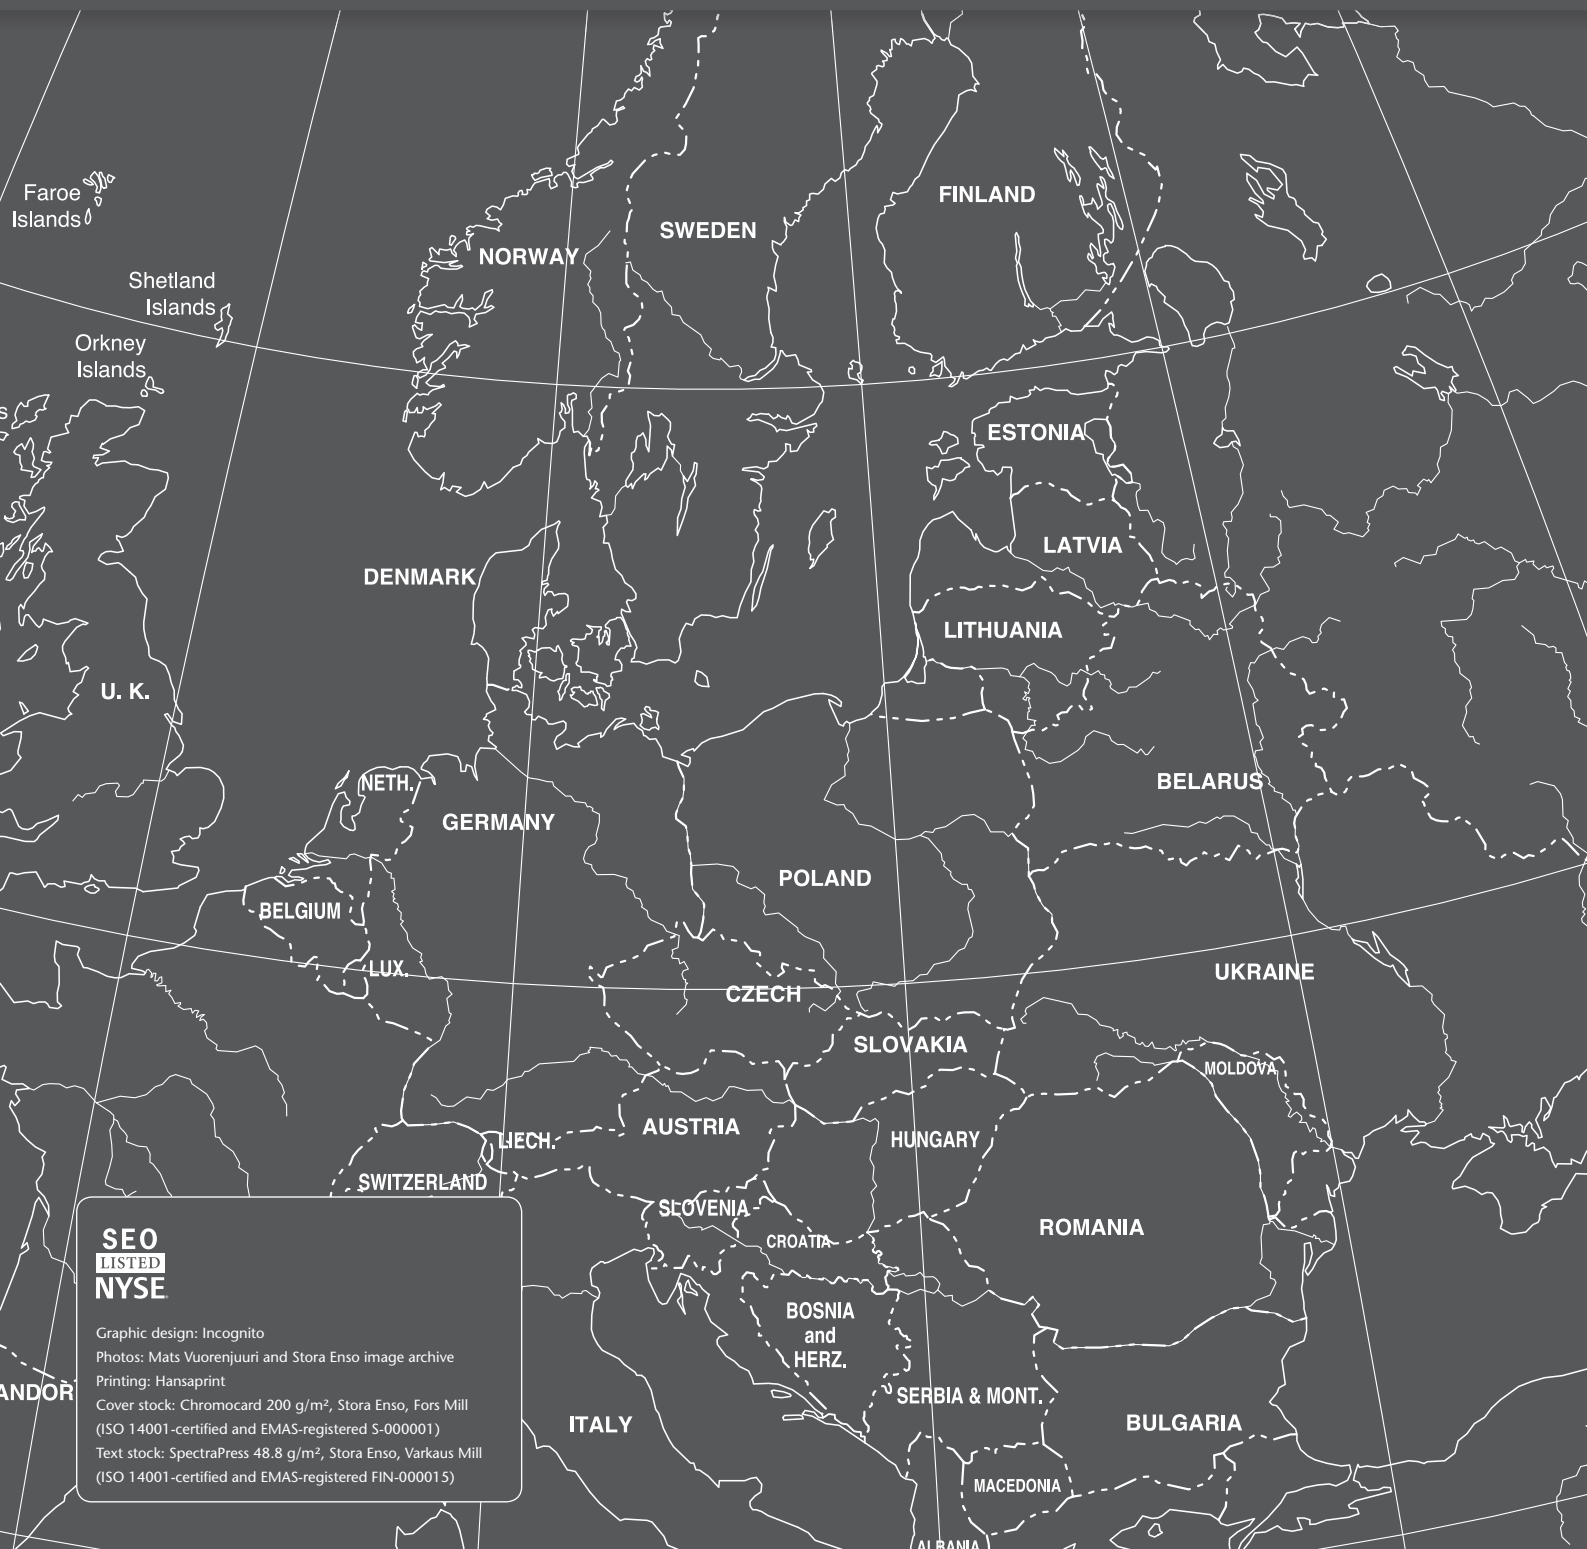 Faroe
Islands
FINLAND
SWEDEN
NORWAY
Shetland
Islands
Orkney
Islands
s
ESTONIA
LATVIA
DENMARK
LITHUANIA
U. K.
NETH.
BELARUS
GERMANY
POLAND
BELGIUM
LUX.
UKRAINE
CZECH
SLOVAKIA
MOLDOVA
AUSTRIA
LIECH.
HUNGARY
SWITZERLAND
SLOVENIA
ROMANIA
CROATIA
BOSNIA
and
HERZ.
ANDOR
SERBIA & MONT.
ITALY
BULGARIA
MACEDONIA
ALBANIA
SEO
LISTED
NYSE
Graphic design: Incognito
Photos: Mats Vuorenjuuri and Stora Enso image archive
Printing: Hansaprint
Cover stock: Chromocard 200 g/m², Stora Enso, Fors Mill
(ISO 14001-certified and EMAS-registered S-000001)
Text stock: SpectraPress 48.8 g/m², Stora Enso, Varkaus Mill
(ISO 14001-certified and EMAS-registered FIN-000015)